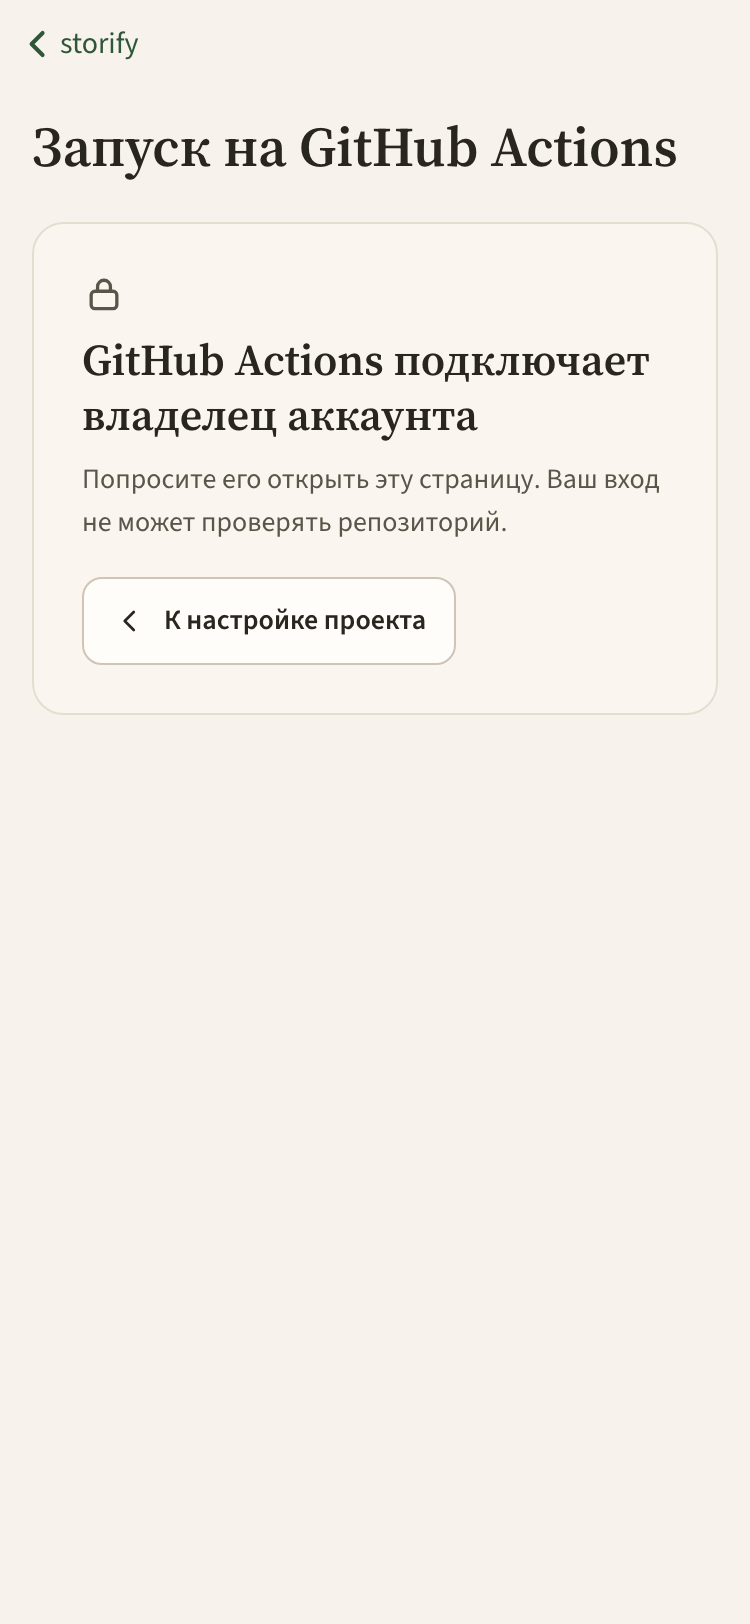 storify
Запуск на GitHub Actions
GitHub Actions подключает
владелец аккаунта
Попросите его открыть эту страницу. Ваш вход
не может проверять репозиторий.
К настройке проекта